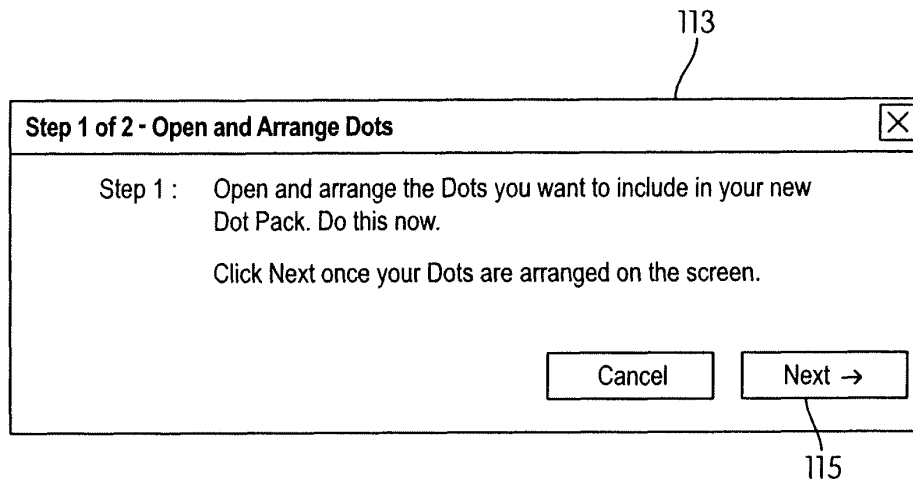 113
Step 1 of 2 - Open and Arrange Dots
Step 1 : Open and arrange the Dots you want to include in your new
Dot Pack. Do this now.
Click Next once your Dots are arranged on the screen.
Cancel
Next →
115